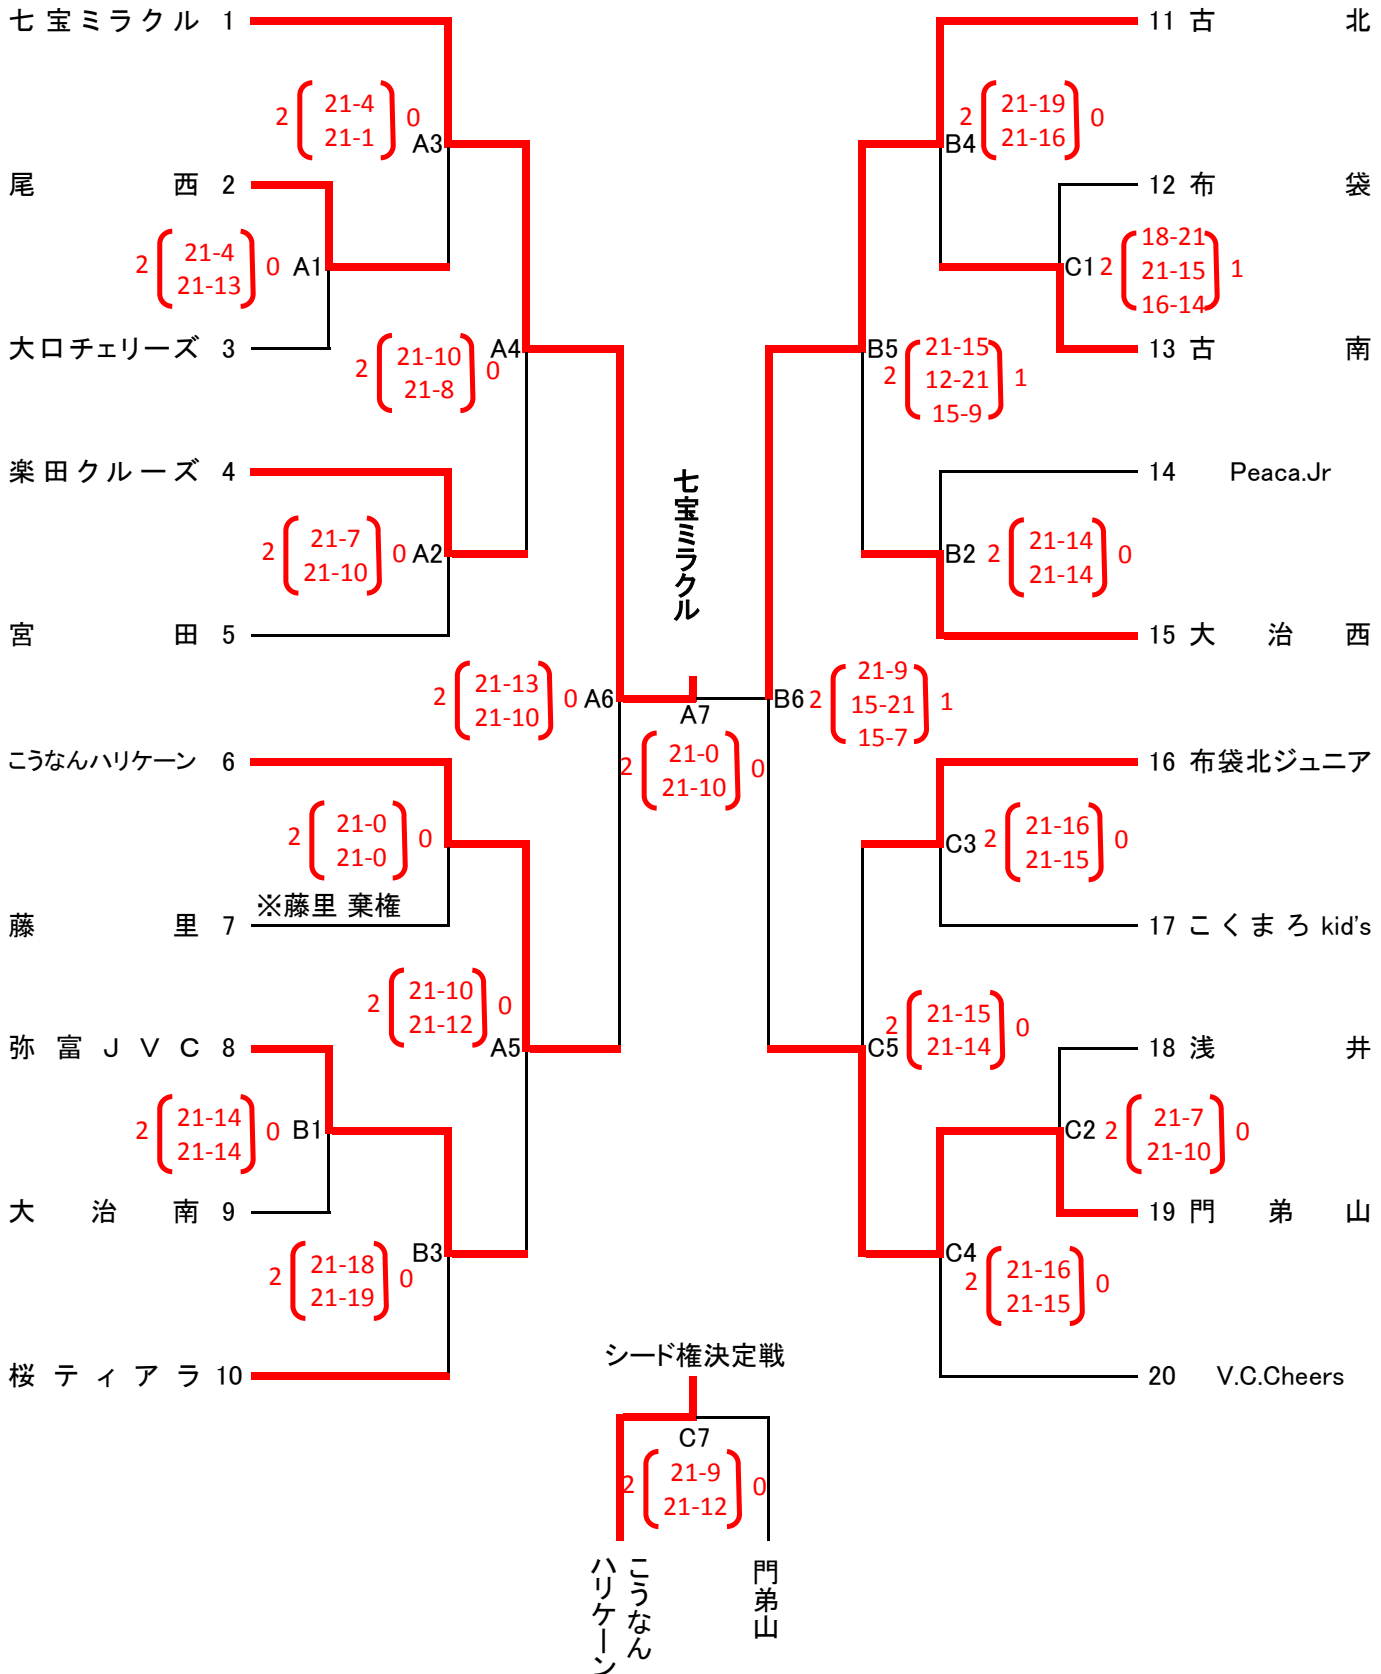 七宝ミラクル 1
2 21-4 0
21-1
A3
尾西 2
2 21-4 0 A1
21-13
大口チェリーズ 3
2 21-10 0 A4
21-8
楽田クルーズ 4
2 21-7 0 A2
21-10
宮田 5
2 21-13 0 A6
21-10
こうなんハリケーン 6
2 21-0 0
21-0
※藤里 棄権
藤里 7
2 21-10 0
21-12
A5
弥富JVC 8
2 21-14 0 B1
21-14
大治南 9
B3
2 21-18 0
21-19
桜ティアラ 10
七宝ミラクル
A7
2 21-0 0
21-10
11 古北
2 21-19 0
21-16
B4
12 布袋
18-21
C1 2 21-15 1
16-14
13 古南
B5 21-15
2 12-21 1
15-9
14 Peaca.Jr
B2 2 21-14 0
21-14
15 大治西
21-9
B6 2 15-21 1
15-7
16 布袋北ジュニア
C3 2 21-16 0
21-15
17 こくまろkid's
2 21-15 0
21-14
C5
18 浅井
C2 2 21-7 0
21-10
19 門弟山
C4
2 21-16 0
21-15
20 V.C.Cheers
シード権決定戦
C7
2 21-9 0
21-12
こうなん
ハリケーン
門弟山